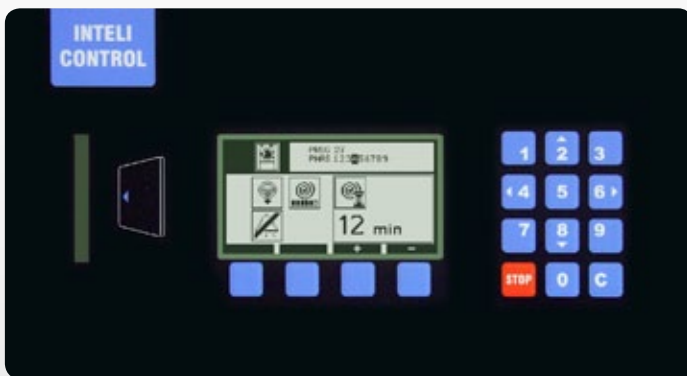 INTELI
CONTROL
12 min
+ −
1 2 3
4 5 6
7 8 9
STOP 0 C